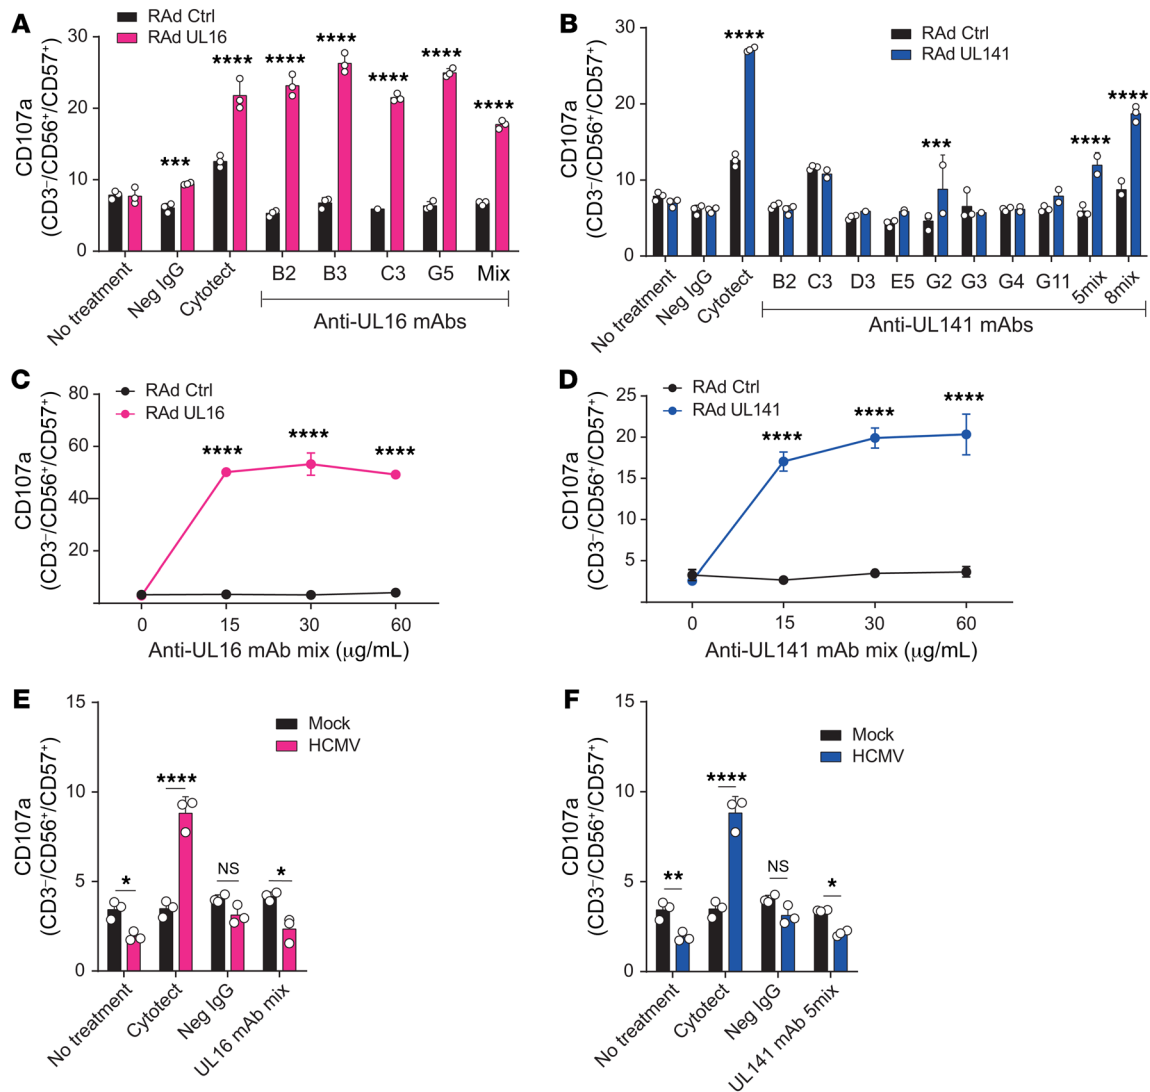 A
RAd Ctrl
RAd UL16
CD107a
(CD3⁻/CD56⁺/CD57⁺)
30
20
10
0
***
****
****
****
****
****
****
No treatment
Neg IgG
Cytotect
B2
B3
C3
G5
Mix
Anti-UL16 mAbs
B
RAd Ctrl
RAd UL141
CD107a
(CD3⁻/CD56⁺/CD57⁺)
30
20
10
0
****
***
****
****
No treatment
Neg IgG
Cytotect
B2
C3
D3
E5
G2
G3
G4
G11
5mix
8mix
Anti-UL141 mAbs
C
RAd Ctrl
RAd UL16
CD107a
(CD3⁻/CD56⁺/CD57⁺)
80
60
40
20
****
****
****
0
15
30
60
Anti-UL16 mAb mix (μg/mL)
D
RAd Ctrl
RAd UL141
CD107a
(CD3⁻/CD56⁺/CD57⁺)
25
20
15
10
5
****
****
****
0
15
30
60
Anti-UL141 mAb mix (μg/mL)
E
Mock
HCMV
CD107a
(CD3⁻/CD56⁺/CD57⁺)
15
10
5
0
*
****
NS
*
No treatment
Cytotect
Neg IgG
UL16 mAb mix
F
Mock
HCMV
CD107a
(CD3⁻/CD56⁺/CD57⁺)
15
10
5
0
**
****
NS
*
No treatment
Cytotect
Neg IgG
UL141 mAb 5mix